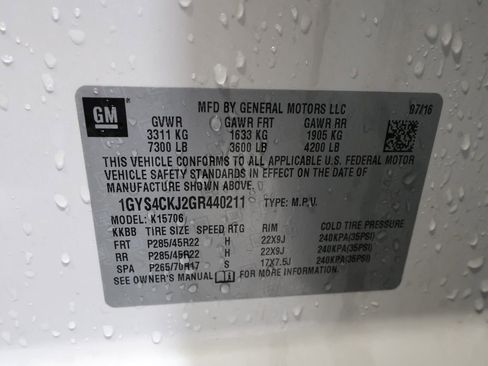 GM
MFD BY GENERAL MOTORS LLC 07/16
GVWR GAWR FRT GAWR RR
3311 KG 1633 KG 1905 KG
7300 LB 3600 LB 4200 LB
THIS VEHICLE CONFORMS TO ALL APPLICABLE U.S. FEDERAL MOTOR
VEHICLE SAFETY STANDARDS IN EFFECT ON THE DATE OF
MANUFACTURE SHOWN ABOVE.
1GYS4CKJ2GR440211 TYPE: M.P.V.
MODEL: K15706
KKBB TIRE SIZE SPEED RTG RIM COLD TIRE PRESSURE
FRT P285/45R22 H 22X9J 240KPA(35PSI)
RR P285/45R22 H 22X9J 240KPA(35PSI)
SPA P265/70R17 S 17X7.5J 240KPA(35PSI)
SEE OWNER'S MANUAL FOR MORE INFORMATION.